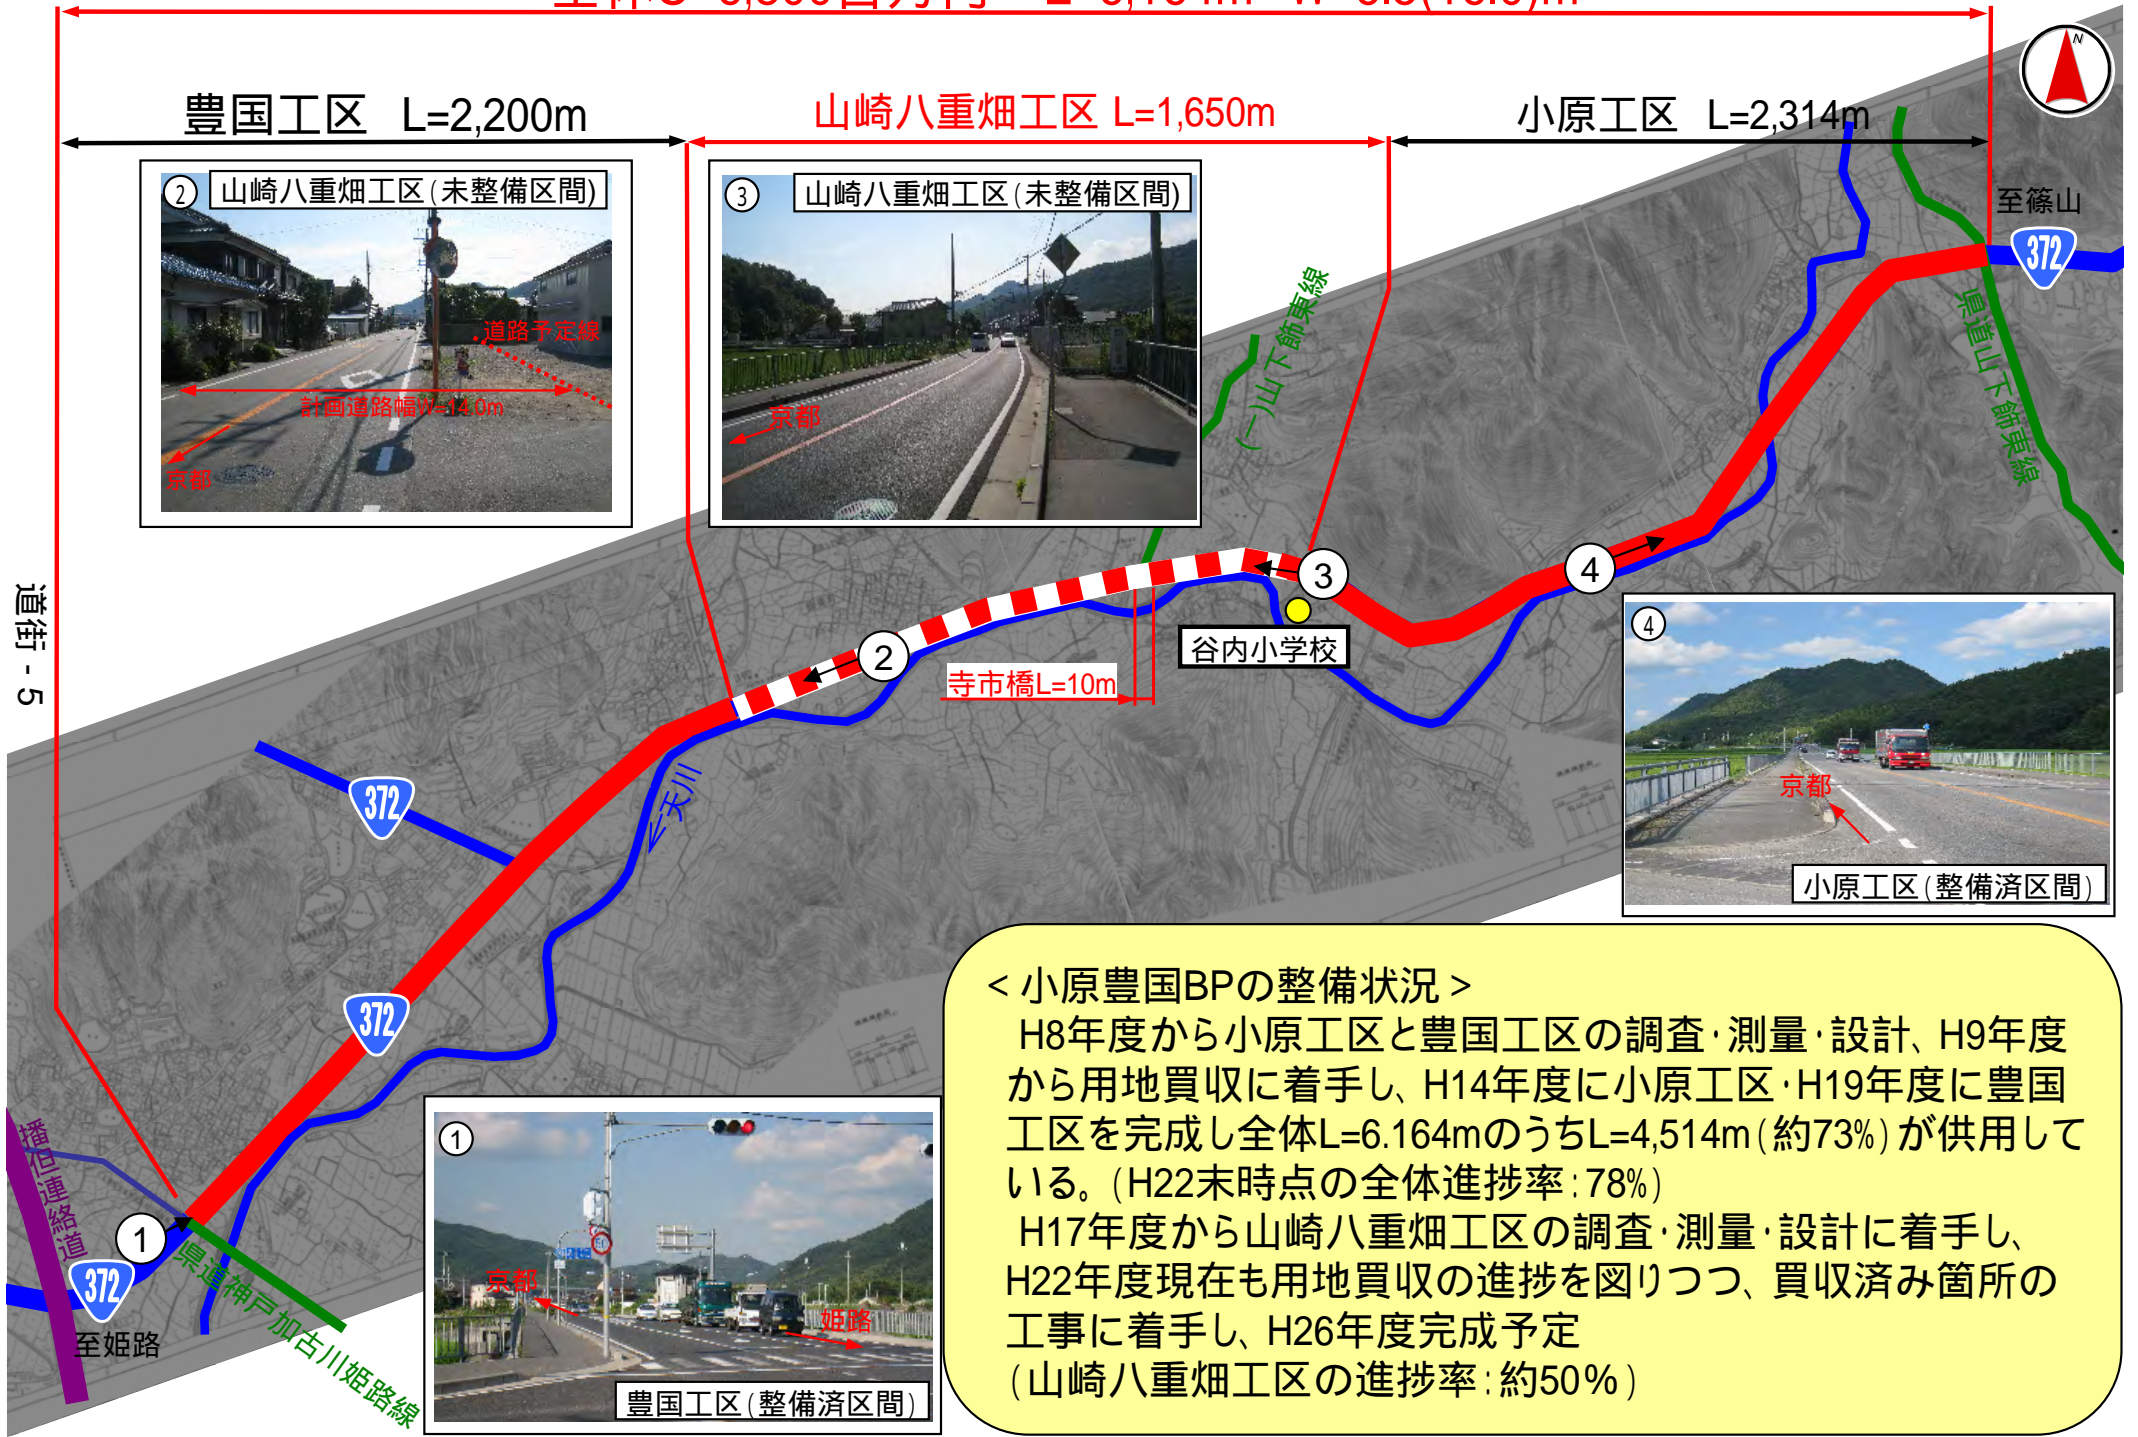 豊国工区 L=2,200m
山崎八重畑工区 L=1,650m
小原工区 L=2,314m
N
② 山崎八重畑工区(未整備区間)
道路予定線
計画道路幅W=14.0m
京都
③ 山崎八重畑工区(未整備区間)
京都
(一)山下飾東線
至篠山
372
県道山下飾東線
道街-5
④
③
②
谷内小学校
寺市橋L=10m
←天川
372
372
④
京都
小原工区(整備済区間)
播但連絡道
①
372
至姫路
県道神戸加古川姫路線
①
京都
姫路
豊国工区(整備済区間)
<小原豊国BPの整備状況>
H8年度から小原工区と豊国工区の調査・測量・設計、H9年度
から用地買収に着手し、H14年度に小原工区・H19年度に豊国
工区を完成し全体L=6.164mのうちL=4,514m(約73%)が供用して
いる。(H22末時点の全体進捗率:78%)
H17年度から山崎八重畑工区の調査・測量・設計に着手し、
H22年度現在も用地買収の進捗を図りつつ、買収済み箇所の
工事に着手し、H26年度完成予定
(山崎八重畑工区の進捗率:約50%)